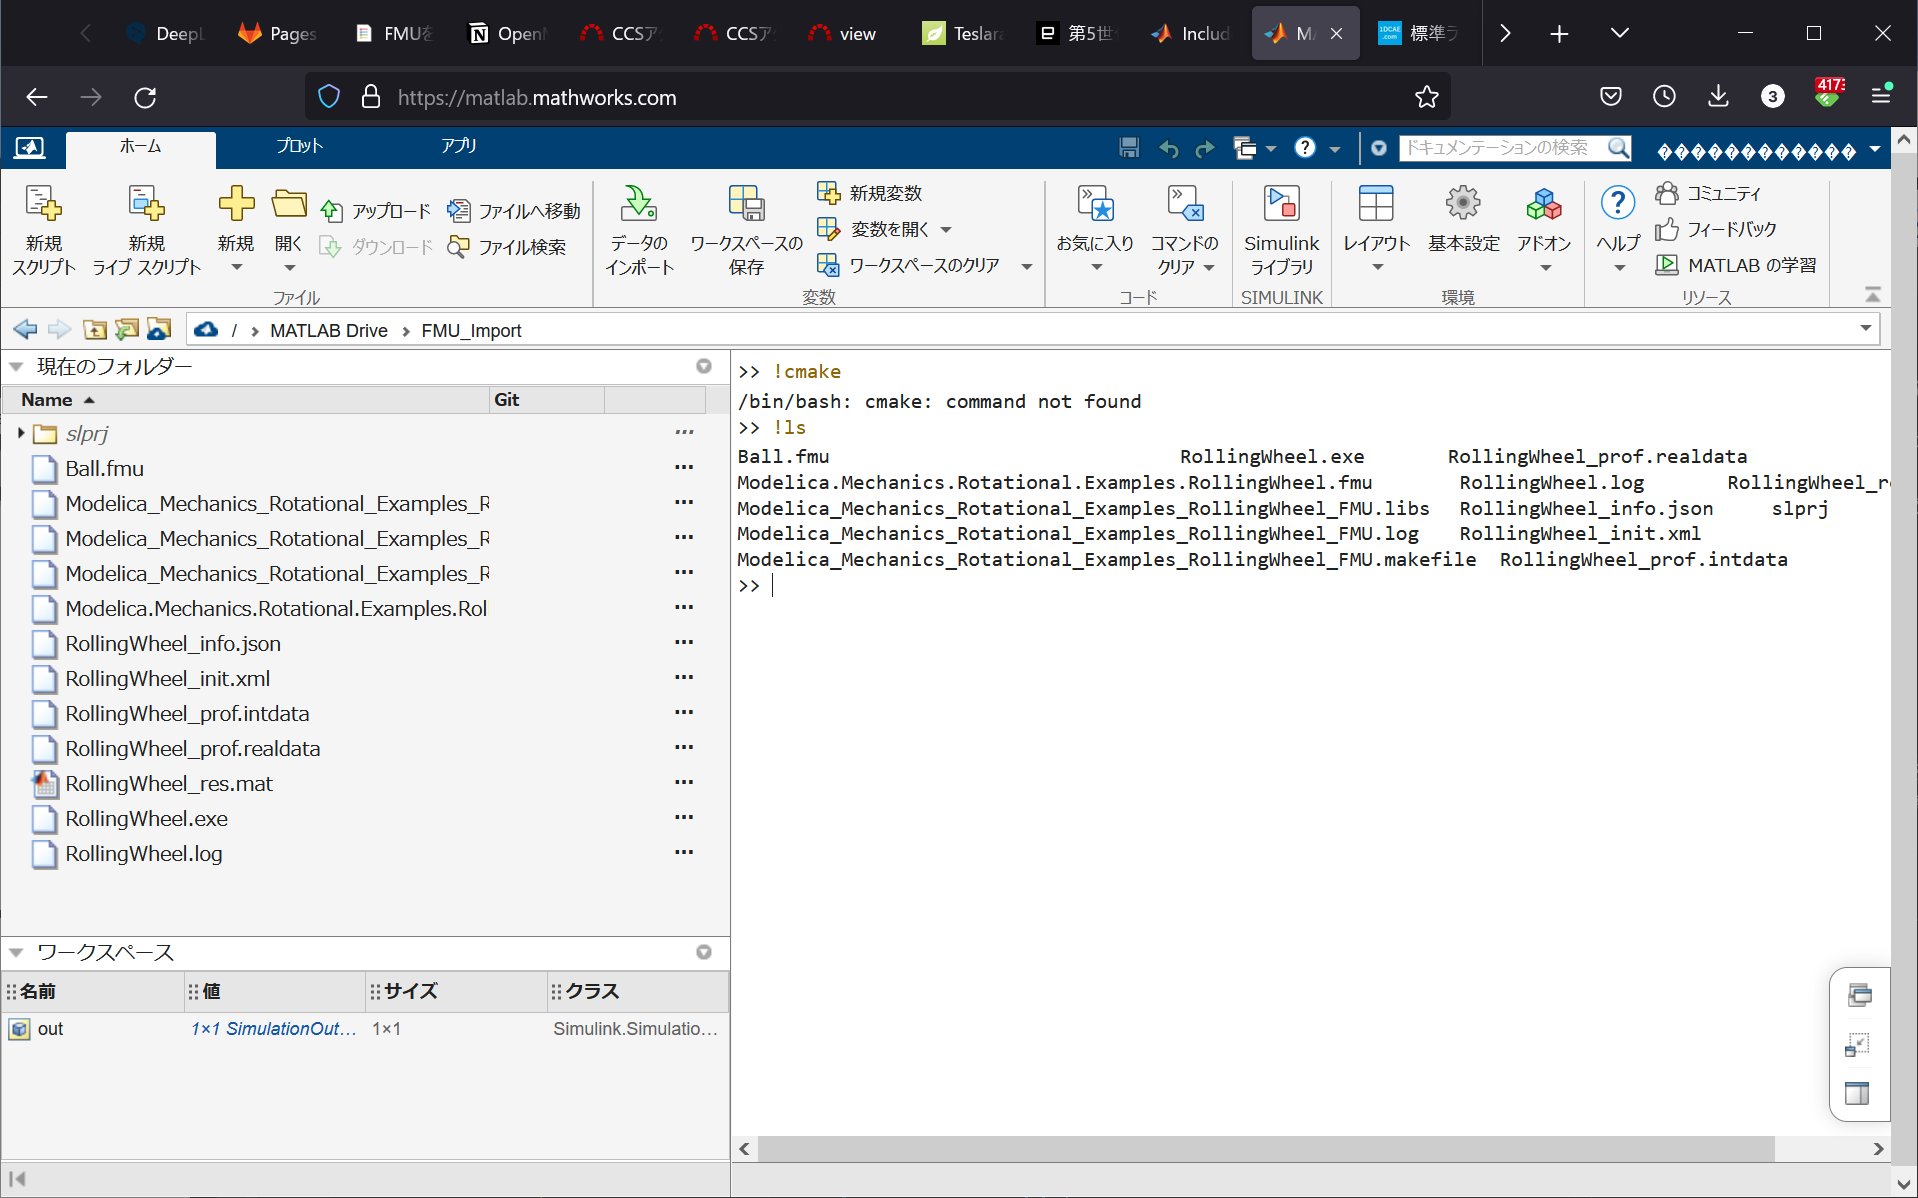 DeepL
Pages
FMUを
OpenM
CCSア
CCSア
view
Teslara
第5世
Includ
MA
標準ラ
https://matlab.mathworks.com
3
417
ホーム
プロット
アプリ
ドキュメンテーションの検索
�������������
新規 スクリプト
新規 ライブ スクリプト
新規
開く
アップロード
ダウンロード
ファイルへ移動
ファイル検索
ファイル
データの インポート
ワークスペースの 保存
新規変数
変数を開く
ワークスペースのクリア
変数
お気に入り
コマンドの クリア
コード
Simulink ライブラリ
SIMULINK
レイアウト
基本設定
アドオン
環境
ヘルプ
コミュニティ
フィードバック
MATLAB の学習
リソース
/ › MATLAB Drive › FMU_Import
現在のフォルダー
Name Git
slprj
Ball.fmu
Modelica_Mechanics_Rotational_Examples_R
Modelica_Mechanics_Rotational_Examples_R
Modelica_Mechanics_Rotational_Examples_R
Modelica.Mechanics.Rotational.Examples.Rol
RollingWheel_info.json
RollingWheel_init.xml
RollingWheel_prof.intdata
RollingWheel_prof.realdata
RollingWheel_res.mat
RollingWheel.exe
RollingWheel.log
ワークスペース
名前 値 サイズ クラス
out 1×1 SimulationOut... 1×1 Simulink.Simulatio...
>> !cmake
/bin/bash: cmake: command not found
>> !ls
Ball.fmu RollingWheel.exe RollingWheel_prof.realdata
Modelica.Mechanics.Rotational.Examples.RollingWheel.fmu RollingWheel.log RollingWheel_re
Modelica_Mechanics_Rotational_Examples_RollingWheel_FMU.libs RollingWheel_info.json slprj
Modelica_Mechanics_Rotational_Examples_RollingWheel_FMU.log RollingWheel_init.xml
Modelica_Mechanics_Rotational_Examples_RollingWheel_FMU.makefile RollingWheel_prof.intdata
>>